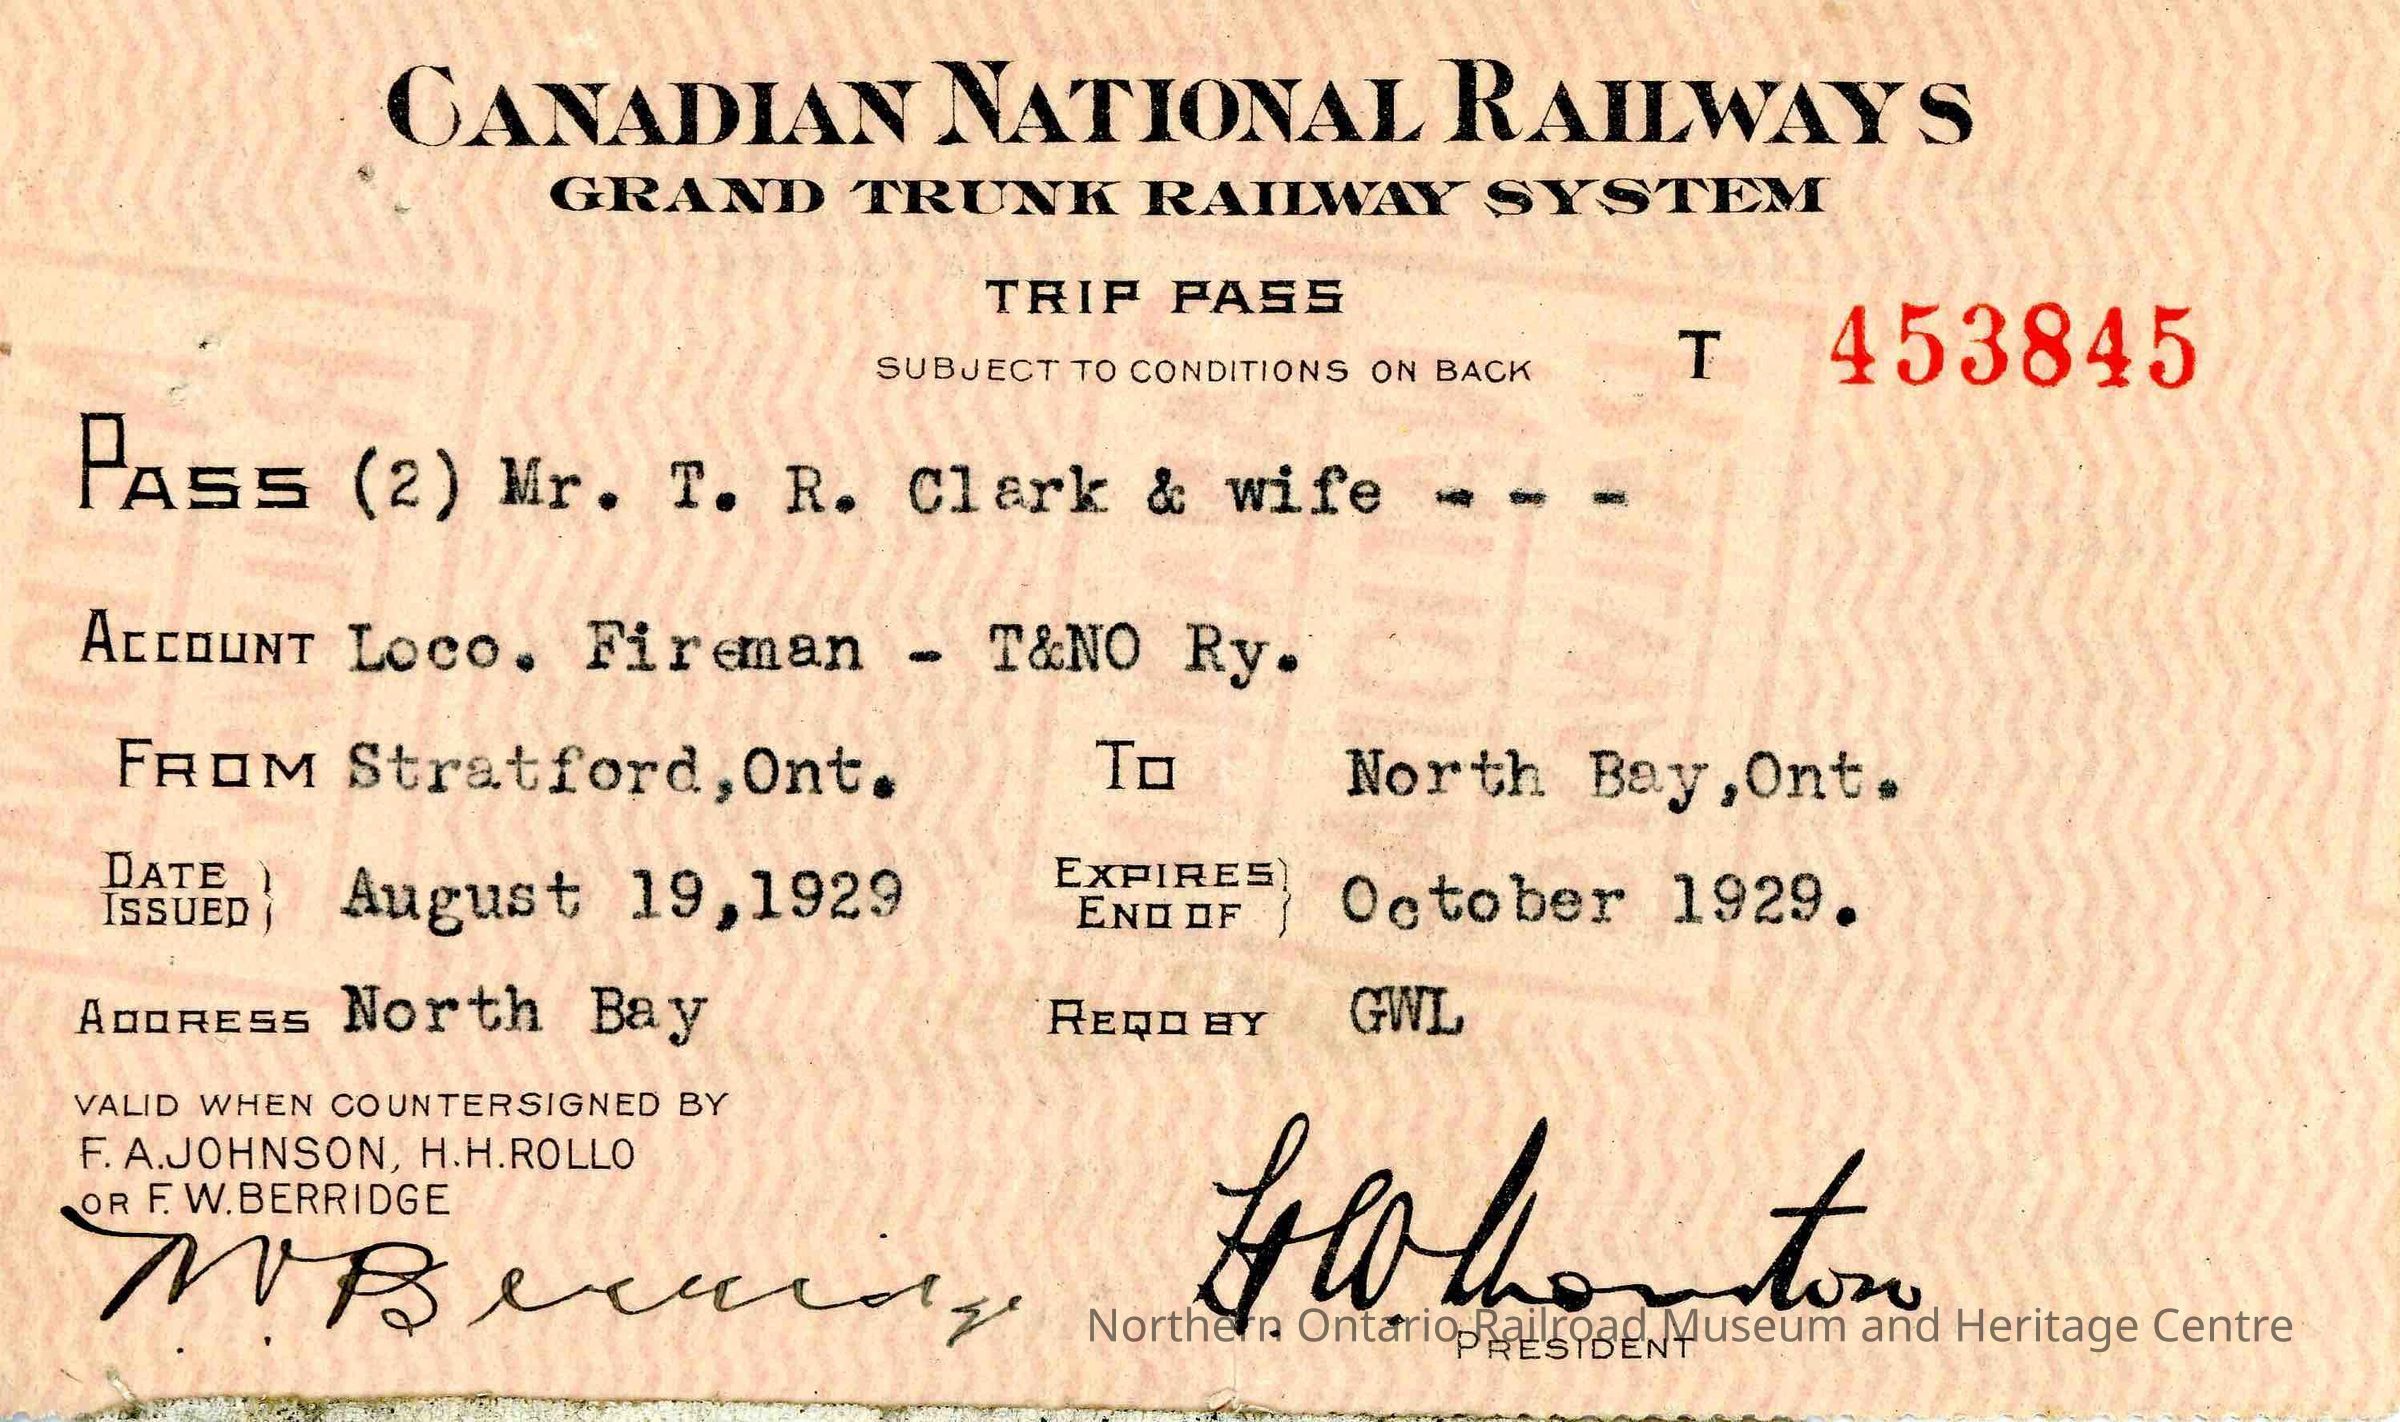 CANADIAN NATIONAL RAILWAYS
GRAND TRUNK RAILWAY SYSTEM
TRIP PASS
SUBJECT TO CONDITIONS ON BACK T 453845
PASS (2) Mr. T. R. Clark & wife - - -
ACCOUNT Loco. Fireman - T&NO Ry.
FROM Stratford,Ont. TO North Bay,Ont.
DATE ISSUED} August 19,1929 EXPIRES END OF} October 1929.
ADDRESS North Bay REQD BY GWL
VALID WHEN COUNTERSIGNED BY
F. A. JOHNSON, H.H. ROLLO
OR F. W. BERRIDGE
W Berridge H W Thornton
PRESIDENT
Northern Ontario Railroad Museum and Heritage Centre